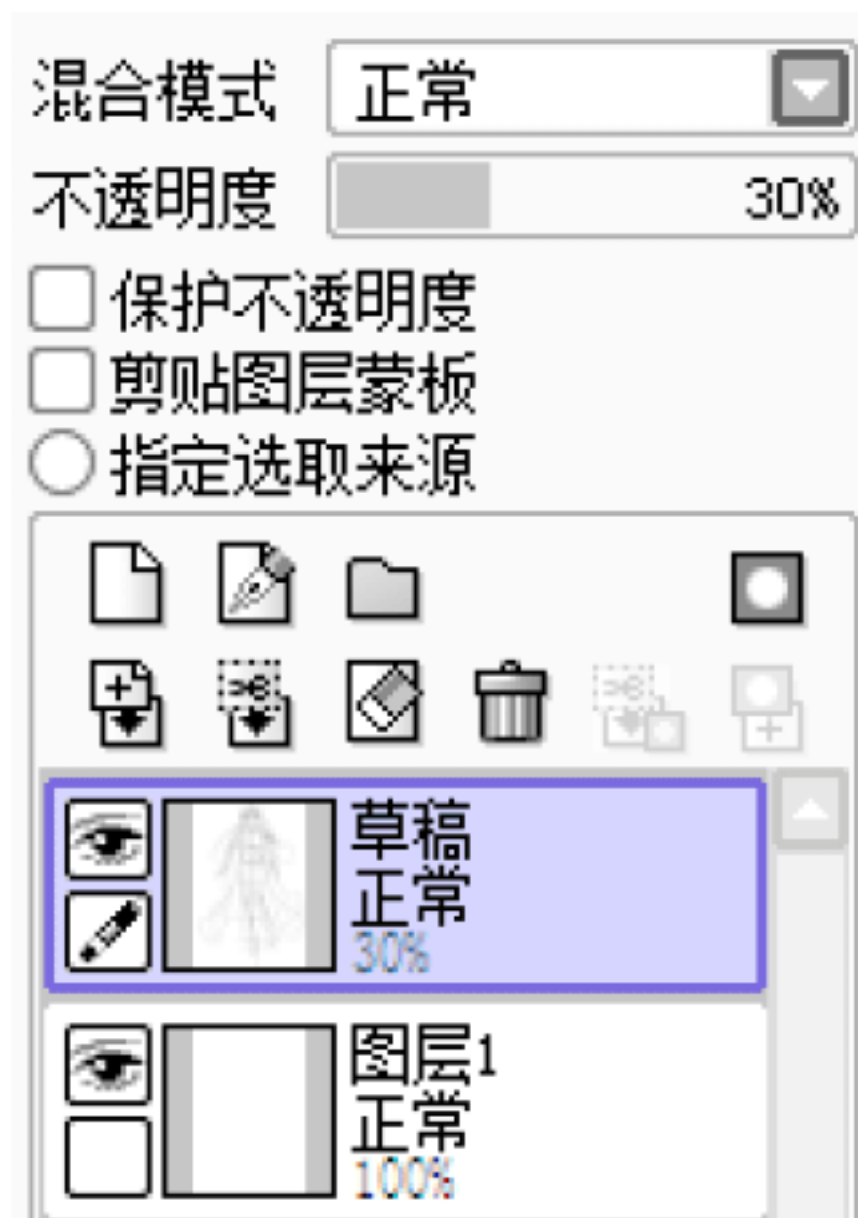 混合模式 正常
不透明度 30%
保护不透明度
剪贴图层蒙板
指定选取来源
草稿
正常
30%
图层1
正常
100%